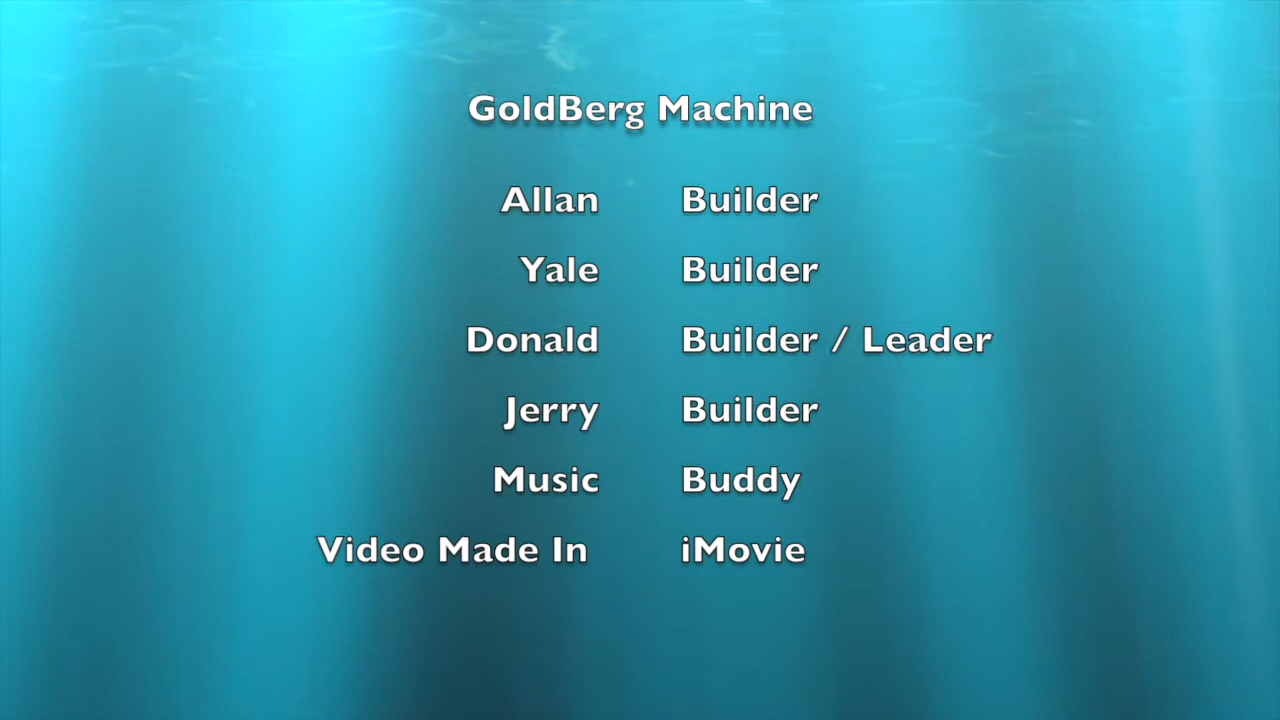 GoldBerg Machine
Allan Builder
Yale Builder
Donald Builder / Leader
Jerry Builder
Music Buddy
Video Made In iMovie